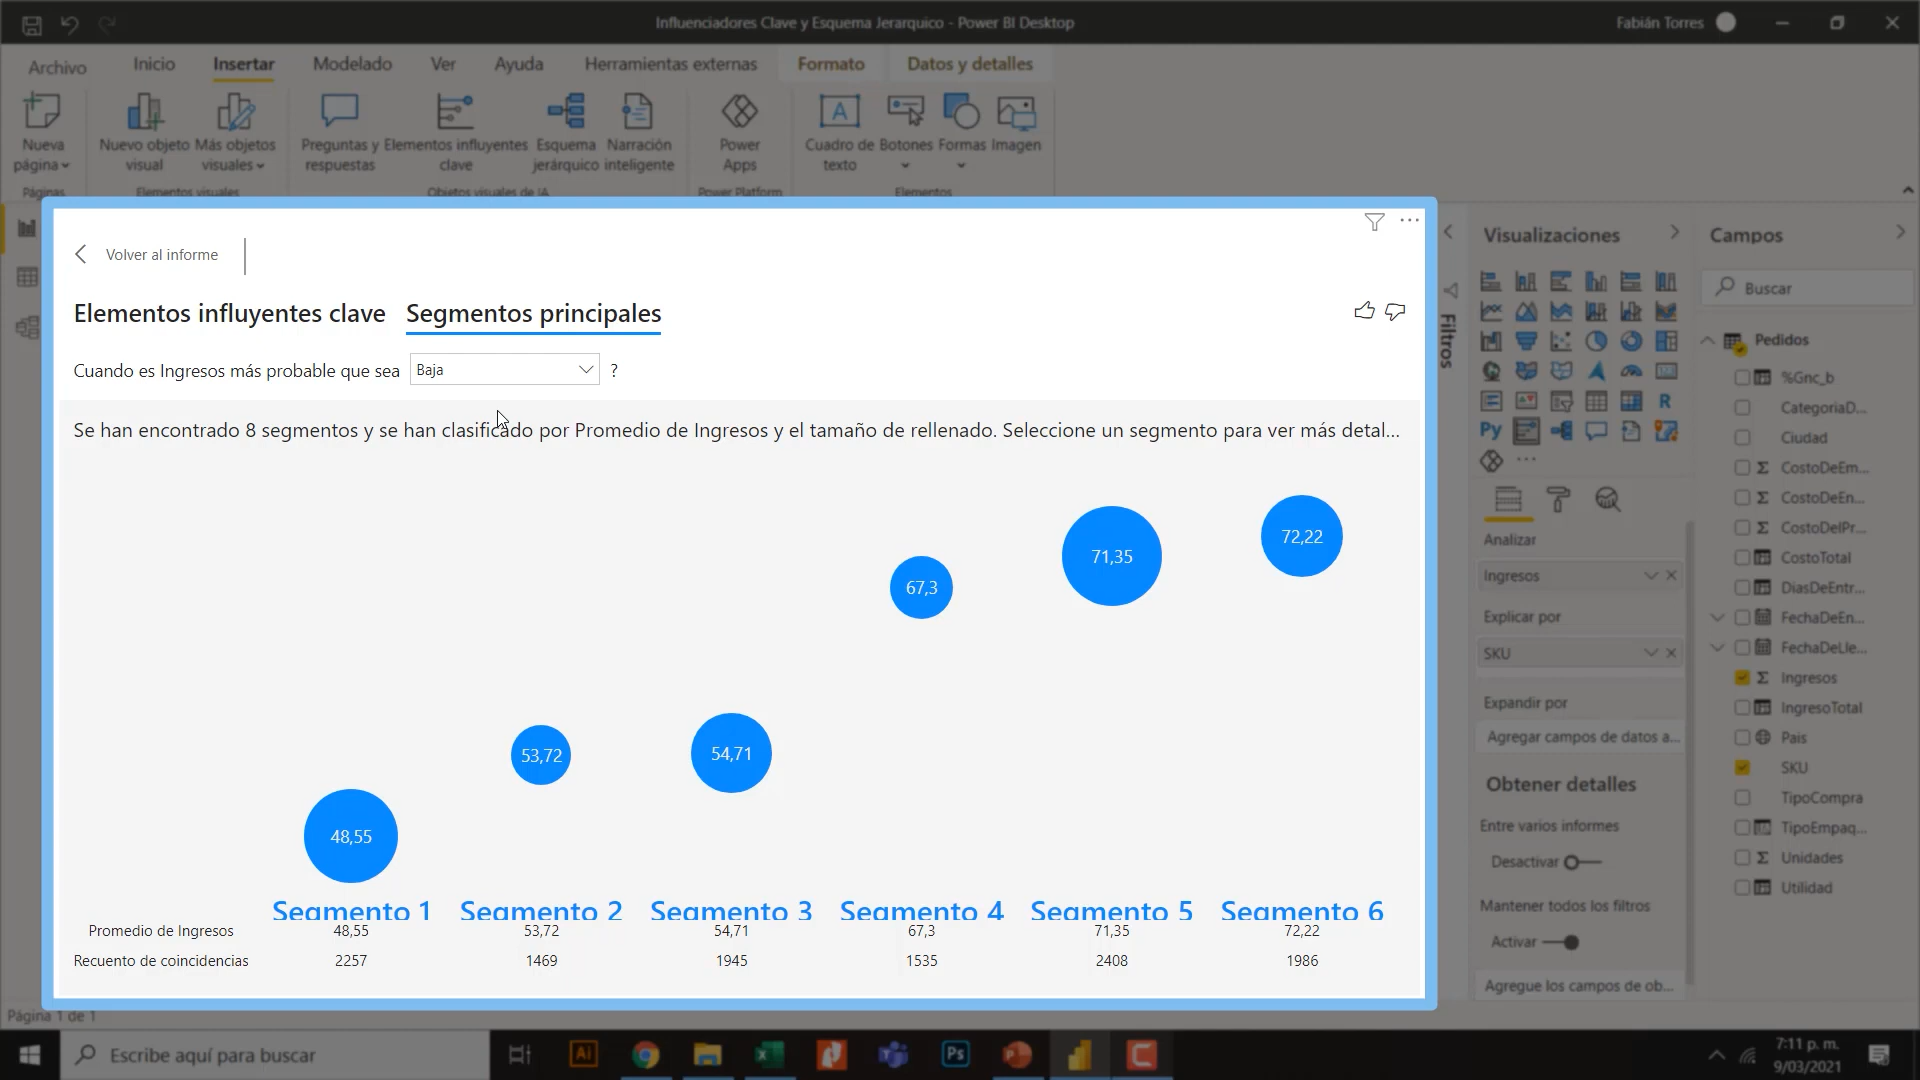 Influenciadores Clave y Esquema Jerarquico - Power BI Desktop
Fabián Torres
Archivo
Inicio
Insertar
Modelado
Ver
Ayuda
Herramientas externas
Formato
Datos y detalles
Nueva página
Nuevo objeto visual
Más objetos visuales
Preguntas y respuestas
Elementos influyentes clave
Esquema jerárquico
Narración inteligente
Power Apps
Cuadro de texto
Botones
Formas
Imagen
Páginas
Elementos visuales
Objetos visuales de IA
Power Platform
Elementos
Volver al informe
Elementos influyentes clave
Segmentos principales
Cuando es Ingresos más probable que sea
Baja
?
Se han encontrado 8 segmentos y se han clasificado por Promedio de Ingresos y el tamaño de rellenado. Seleccione un segmento para ver más detal...
72,22
71,35
67,3
53,72
54,71
48,55
Segmento 1
Segmento 2
Segmento 3
Segmento 4
Segmento 5
Segmento 6
Promedio de Ingresos 48,55 53,72 54,71 67,3 71,35 72,22
Recuento de coincidencias 2257 1469 1945 1535 2408 1986
Filtros
Visualizaciones
R
Py
Analizar
Ingresos
Explicar por
SKU
Expandir por
Agregar campos de datos a...
Obtener detalles
Entre varios informes
Desactivar
Mantener todos los filtros
Activar
Agregue los campos de ob...
Campos
Buscar
Pedidos
%Gnc_b
CategoriaD...
Ciudad
CostoDeEm...
CostoDeEn...
CostoDelPr...
CostoTotal
DiasDeEntr...
FechaDeEn...
FechaDeLle...
Ingresos
IngresoTotal
Pais
SKU
TipoCompra
TipoEmpaq...
Unidades
Utilidad
Página 1 de 1
Escribe aquí para buscar
Ai
Ps
7:11 p. m.
9/03/2021